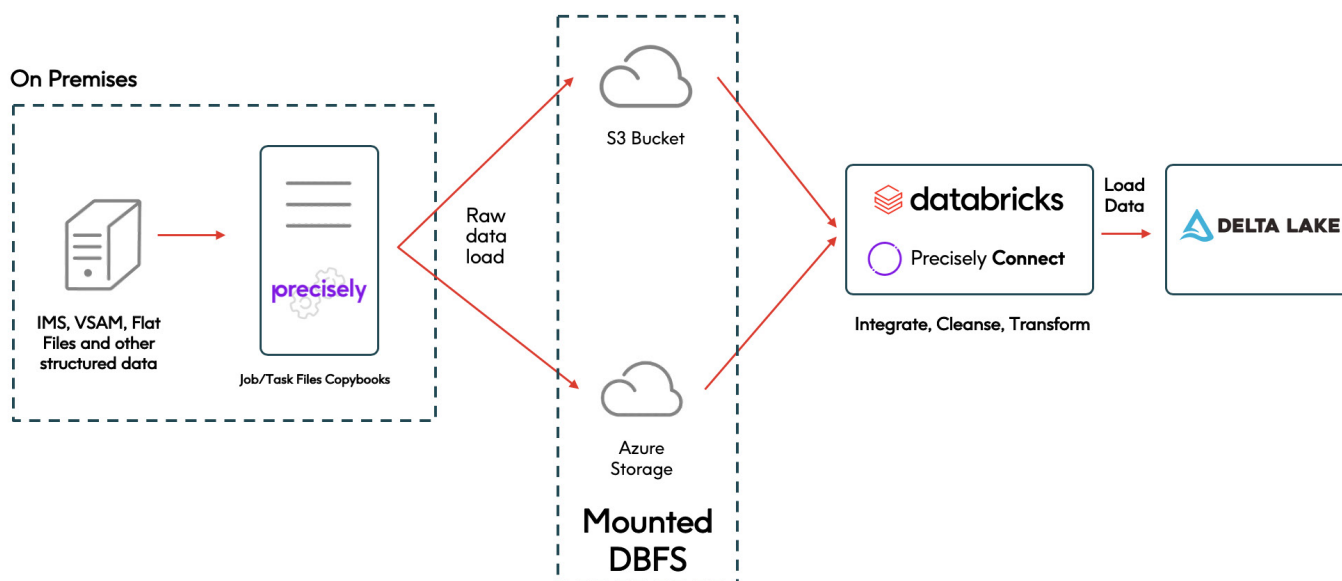 On Premises
IMS, VSAM, Flat
Files and other
structured data
precisely
Job/Task Files Copybooks
Raw
data
load
S3 Bucket
Azure
Storage
Mounted
DBFS
databricks
Precisely Connect
Integrate, Cleanse, Transform
Load
Data
DELTA LAKE